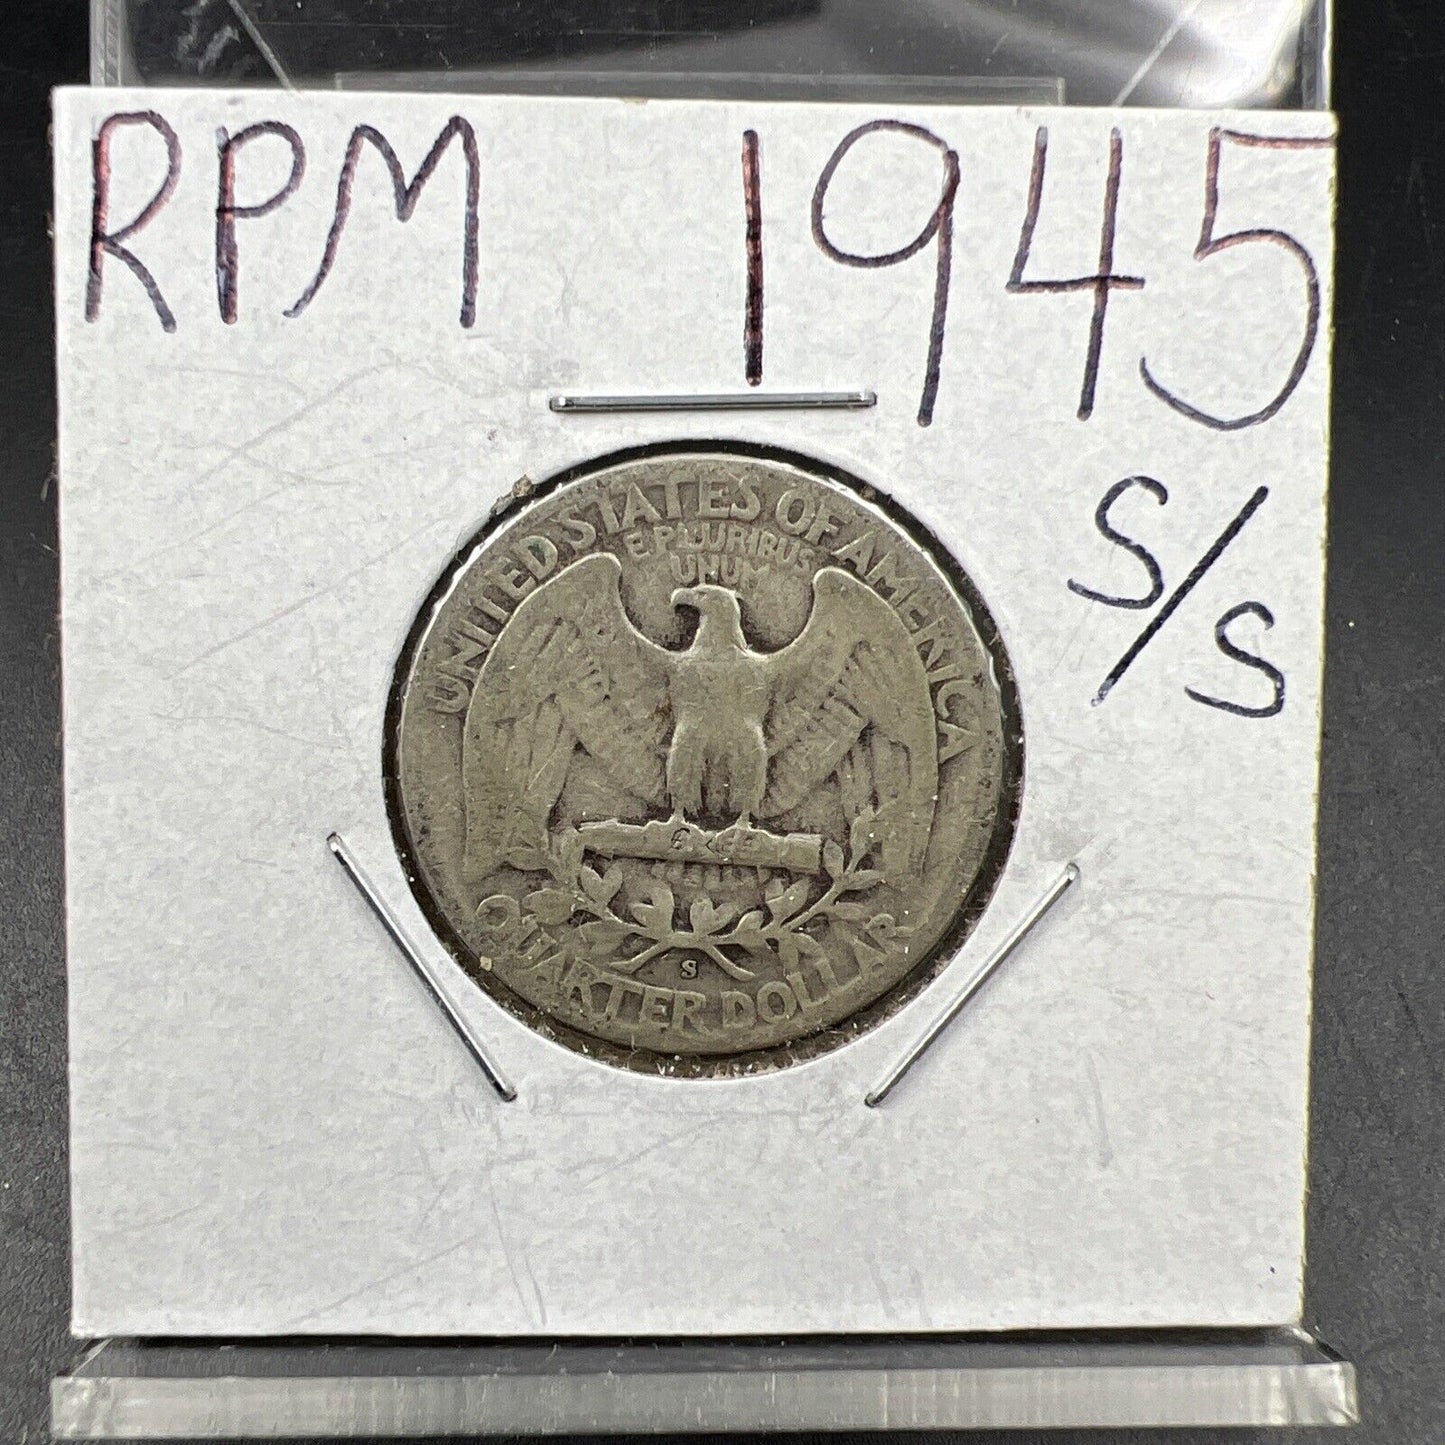 RPM 1945
S/S
UNITED STATES OF AMERICA
E PLURIBUS
UNUM
S
QUARTER DOLLAR